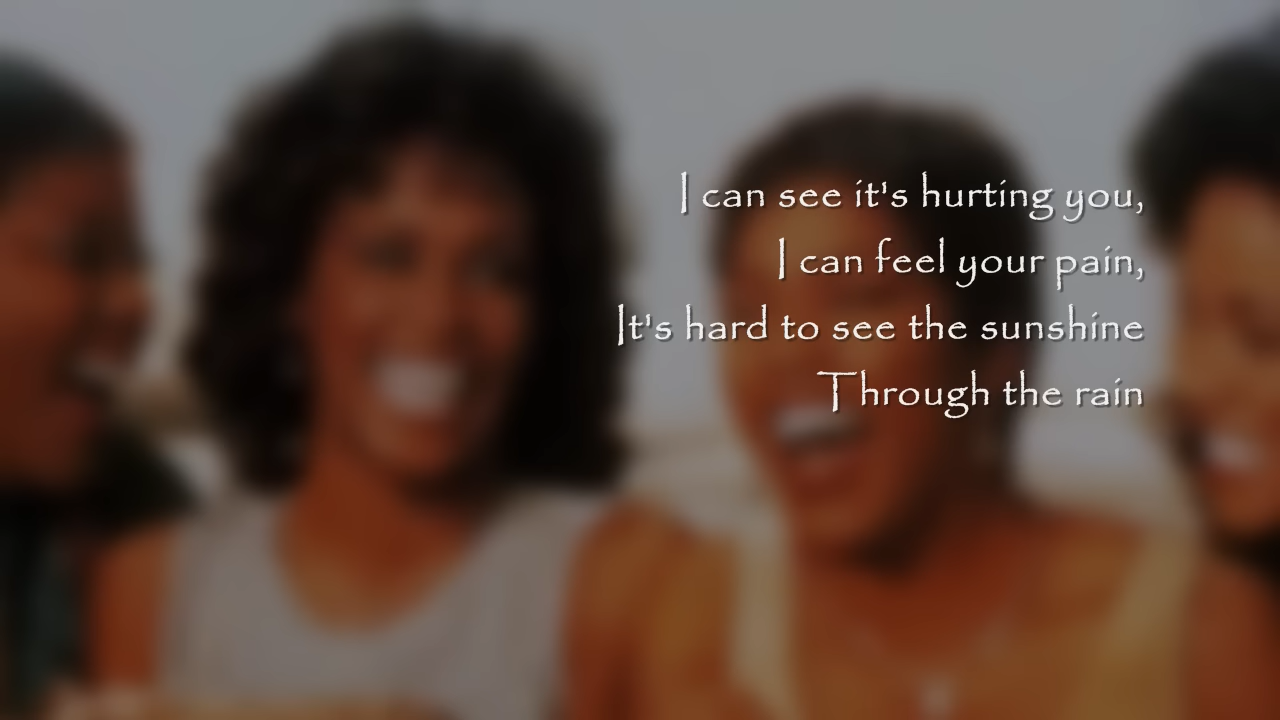 I can see it's hurting you,
I can feel your pain,
It's hard to see the sunshine
Through the rain